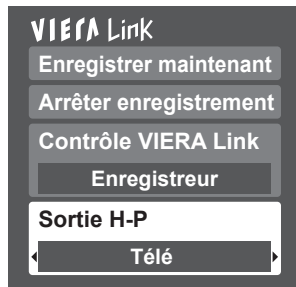 VIERA Link
Enregistrer maintenant
Arrêter enregistrement
Contrôle VIERA Link
Enregistreur
Sortie H-P
Télé